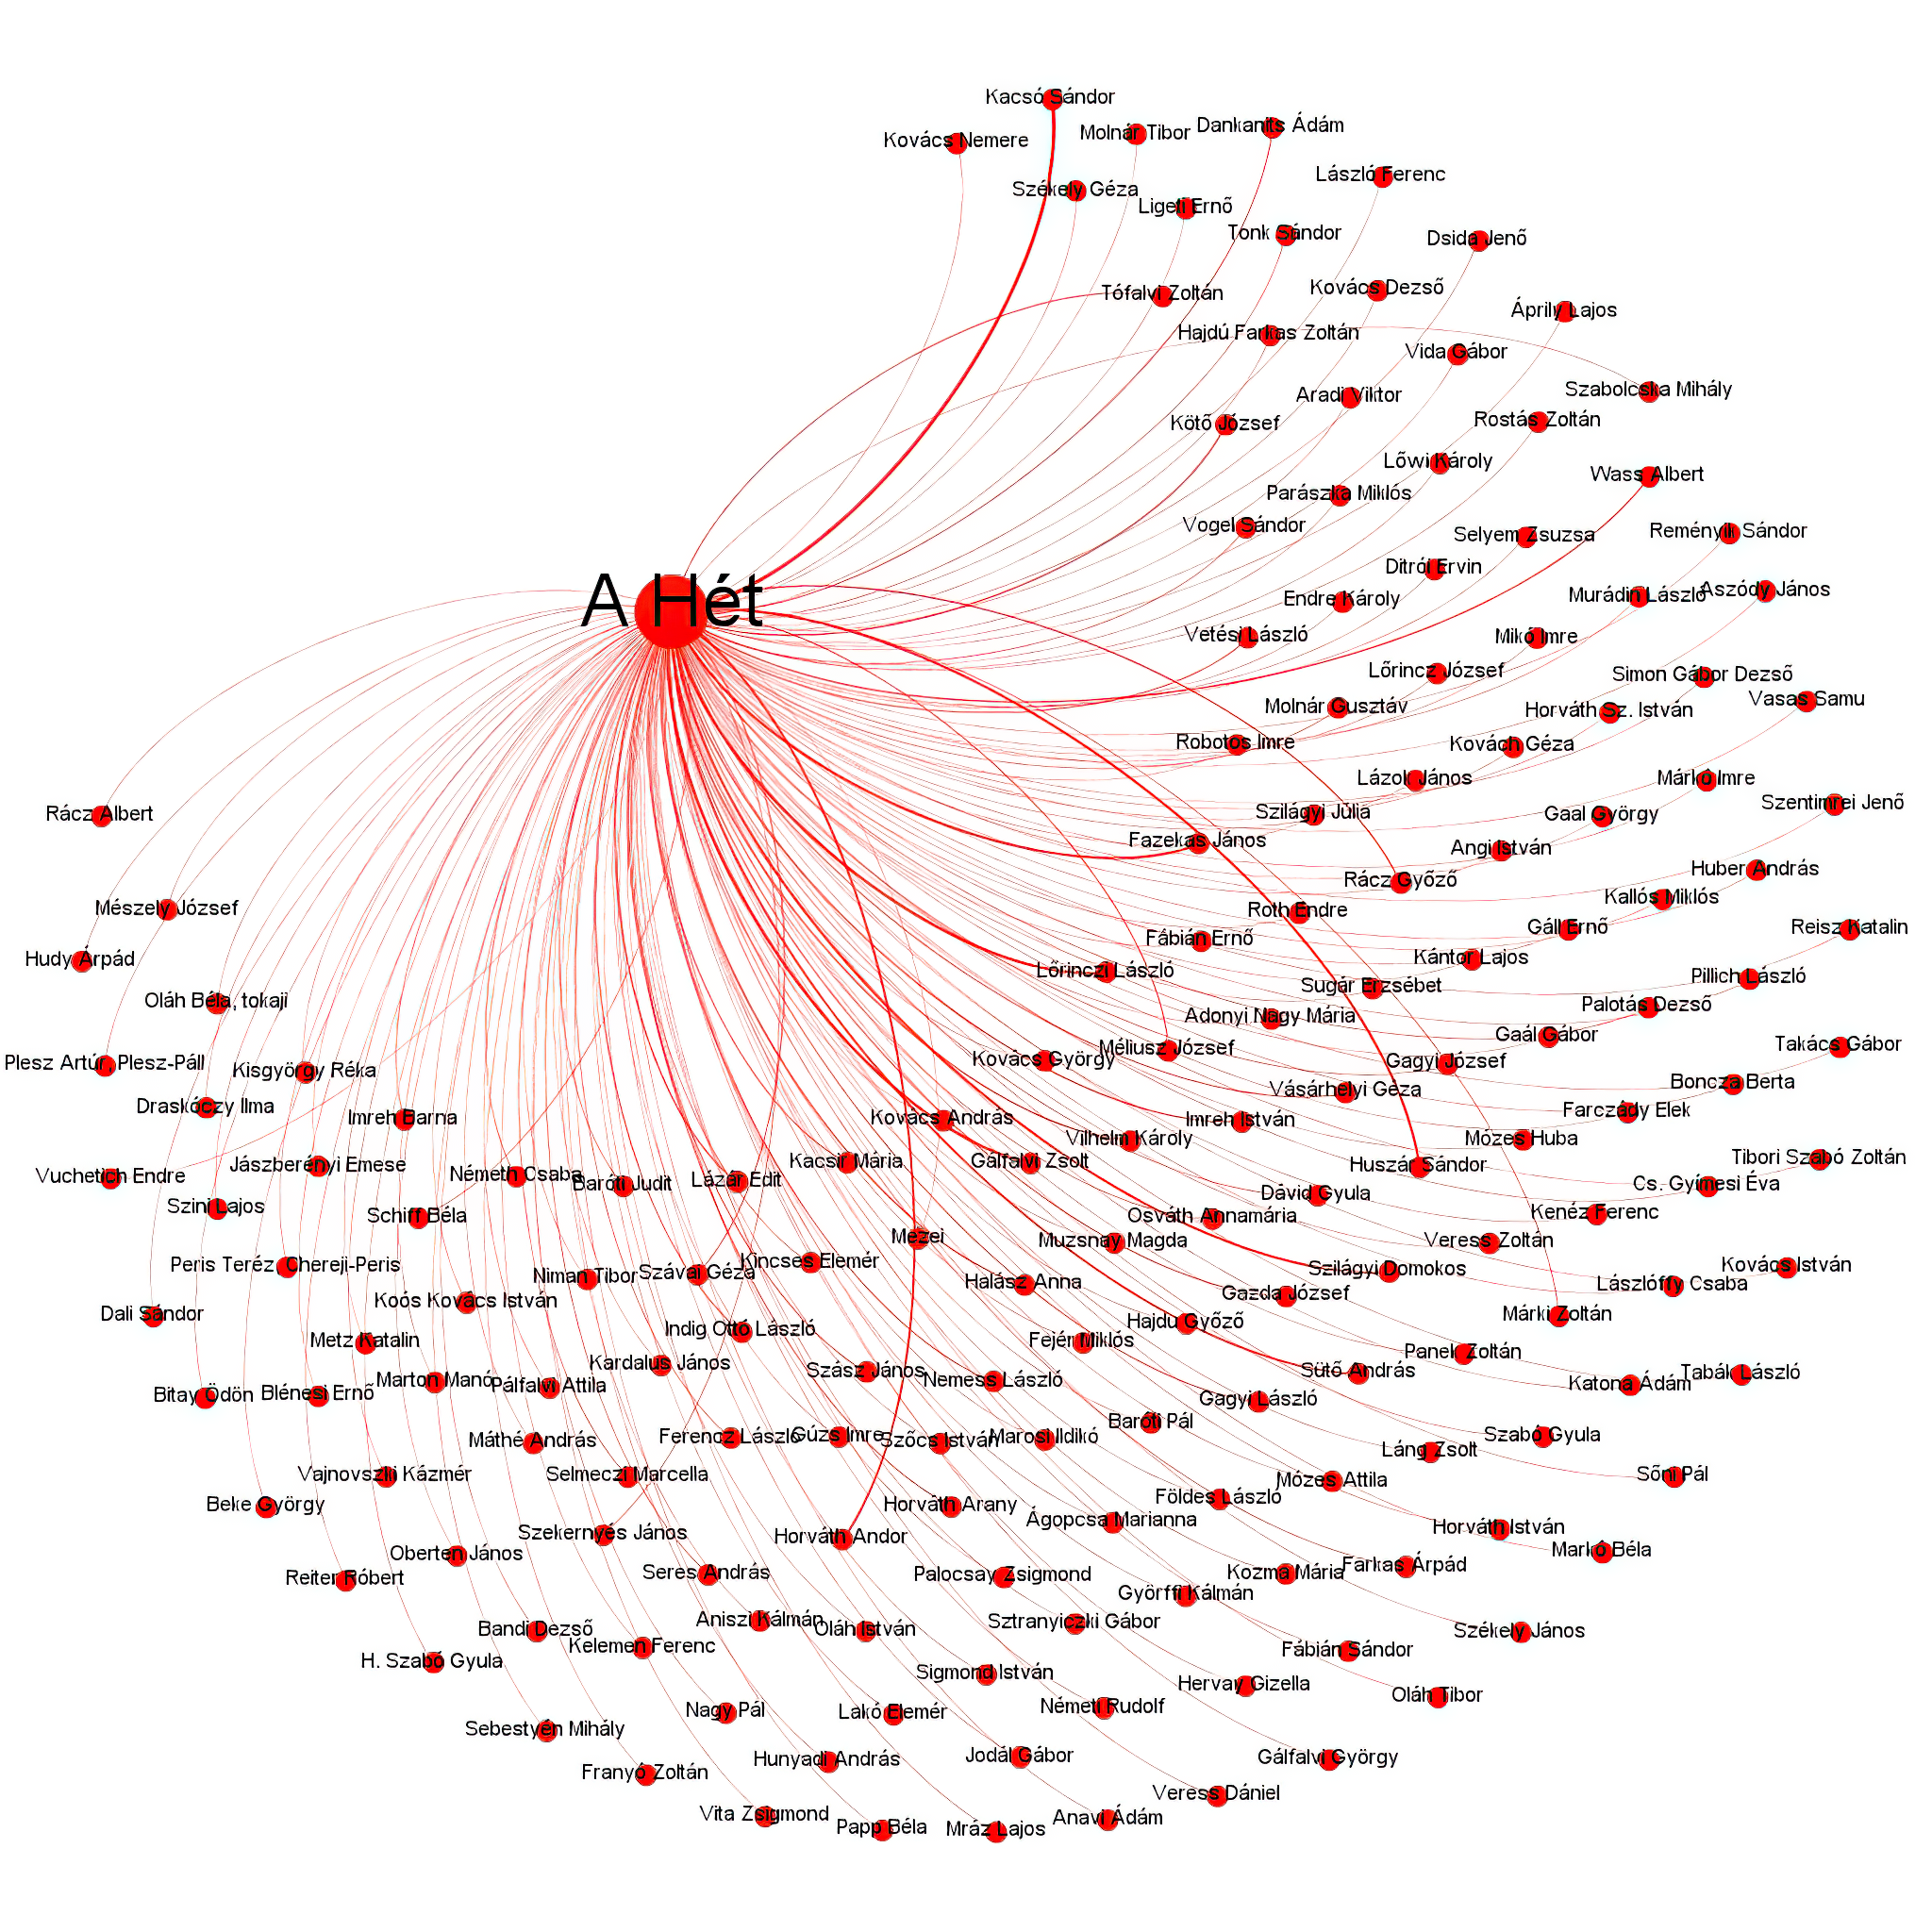 Kacsó Sándor
Dankanits Ádám
Molnár Tibor
Kovács Nemere
László Ferenc
Székely Géza
Ligeti Ernő
Tonk Sándor
Dsida Jenő
Kovács Dezső
Tófalvi Zoltán
Áprily Lajos
Hajdú Farkas Zoltán
Vida Gábor
Szabolcska Mihály
Aradi Viktor
Kötő József
Rostás Zoltán
Lőwi Károly
Wass Albert
Parászka Miklós
Vogel Sándor
Selyem Zsuzsa
Reményik Sándor
Ditrói Ervin
Aszódy János
Murádin László
Endre Károly
A Hét
Vetési László
Mikó Imre
Lőrincz József
Simon Gábor Dezső
Vasas Samu
Molnár Gusztáv
Horváth Sz. István
Robotos Imre
Kovách Géza
Lázok János
Márkó Imre
Szentimrei Jenő
Szilágyi Júlia
Gaal György
Rácz Albert
Fazekas János
Angi István
Huber András
Rácz Győző
Kallós Miklós
Mészely József
Roth Endre
Gáll Ernő
Reisz Katalin
Fábián Ernő
Hudy Árpád
Kántor Lajos
Lőrinczi László
Pillich László
Sugár Erzsébet
Oláh Béla, tokaji
Palotás Dezső
Adonyi Nagy Mária
Gaál Gábor
Takács Gábor
Méliusz József
Kovács György
Gagyi József
Plesz Artúr, Plesz-Páll
Kisgyörgy Réka
Boncza Berta
Vásárhelyi Géza
Draskóczy Ilma
Farczády Elek
Imreh Barna
Kovács András
Imreh István
Vilhelm Károly
Mózes Huba
Tibori Szabó Zoltán
Kacsir Mária
Gálfalvi Zsolt
Jászberényi Emese
Huszár Sándor
Vuchetich Endre
Németh Csaba
Baróti Judit
Lázár Edit
Cs. Gyímesi Éva
Dávid Gyula
Szini Lajos
Schiff Béla
Osváth Annamária
Kenéz Ferenc
Mezei
Muzsnay Magda
Veress Zoltán
Kincses Elemér
Peris Teréz, Chereji-Peris
Niman Tibor
Szávai Géza
Szilágyi Domokos
Kovács István
Halász Anna
Lászlóffy Csaba
Gazda József
Koós Kovács István
Dali Sándor
Márki Zoltán
Hajdu Győző
Indig Ottó László
Metz Katalin
Fejér Miklós
Panek Zoltán
Kardalus János
Szász János
Sütő András
Tabák László
Nemess László
Marton Manó
Pálfalvi Attila
Katona Ádám
Bitay Ödön
Blénesi Ernő
Gagyi László
Baróti Pál
Máthé András
Ferencz László
Gúzs Imre
Szőcs István
Marosi Ildikó
Szabó Gyula
Láng Zsolt
Vajnovszki Kázmér
Selmeczi Marcella
Mózes Attila
Sőni Pál
Beke György
Horváth Arany
Földes László
Ágopcsa Marianna
Szekernyés János
Horváth Andor
Horváth István
Oberten János
Markó Béla
Reiter Róbert
Seres András
Palocsay Zsigmond
Kozma Mária
Farkas Árpád
Györffi Kálmán
Aniszi Kálmán
Oláh István
Sztranyiczki Gábor
Bandi Dezső
Kelemen Ferenc
Székely János
Fábián Sándor
H. Szabó Gyula
Sigmond István
Hervay Gizella
Oláh Tibor
Németi Rudolf
Nagy Pál
Lakó Elemér
Sebestyén Mihály
Hunyadi András
Jodál Gábor
Gálfalvi György
Franyó Zoltán
Veress Dániel
Vita Zsigmond
Papp Béla
Mráz Lajos
Anavi Ádám